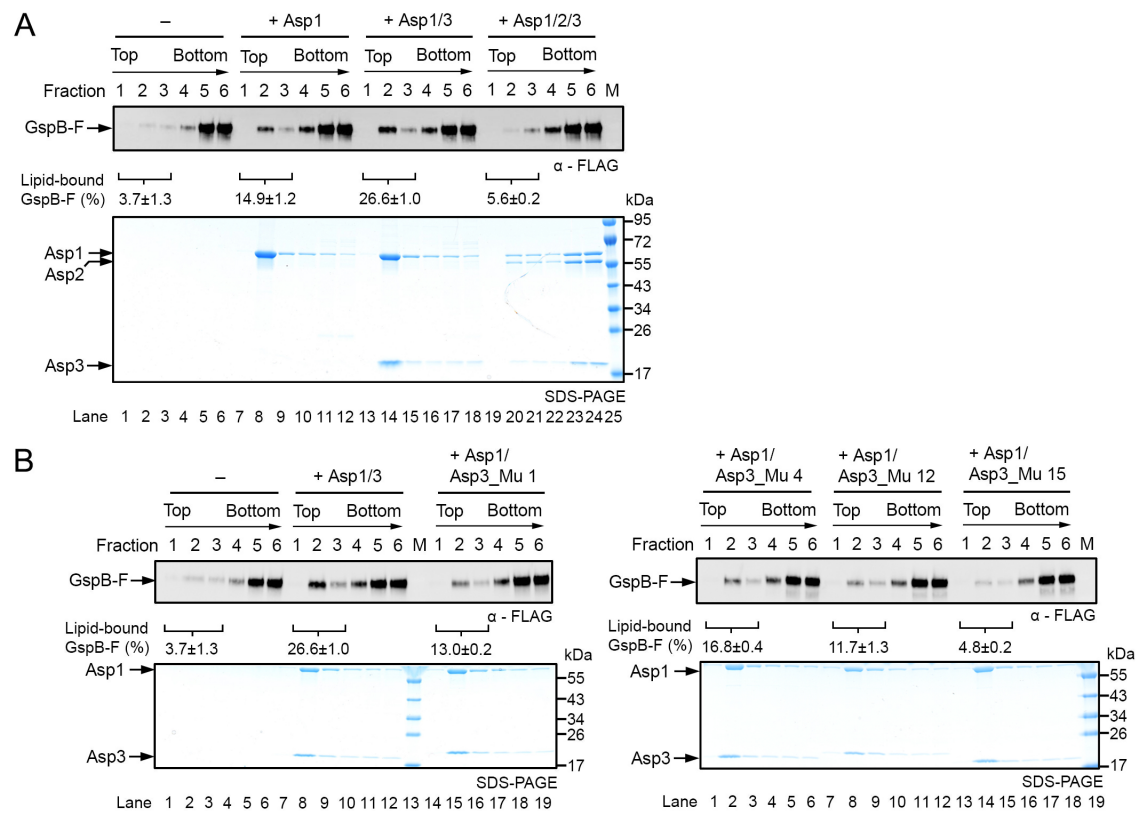 A
– + Asp1 + Asp1/3 + Asp1/2/3
Top Bottom Top Bottom Top Bottom Top Bottom
Fraction 1 2 3 4 5 6 1 2 3 4 5 6 1 2 3 4 5 6 1 2 3 4 5 6 M
GspB-F
α - FLAG
Lipid-bound
GspB-F (%) 3.7±1.3 14.9±1.2 26.6±1.0 5.6±0.2
kDa
95
72
Asp1
55
Asp2
43
34
26
Asp3
17
SDS-PAGE
Lane 1 2 3 4 5 6 7 8 9 10 11 12 13 14 15 16 17 18 19 20 21 22 23 24 25
B
– + Asp1/3 + Asp1/
Asp3_Mu 1
Top Bottom Top Bottom Top Bottom
Fraction 1 2 3 4 5 6 1 2 3 4 5 6 M 1 2 3 4 5 6
GspB-F
α - FLAG
Lipid-bound
GspB-F (%) 3.7±1.3 26.6±1.0 13.0±0.2
kDa
Asp1
55
43
34
26
Asp3
17
SDS-PAGE
Lane 1 2 3 4 5 6 7 8 9 10 11 12 13 14 15 16 17 18 19
+ Asp1/ + Asp1/ + Asp1/
Asp3_Mu 4 Asp3_Mu 12 Asp3_Mu 15
Top Bottom Top Bottom Top Bottom
Fraction 1 2 3 4 5 6 1 2 3 4 5 6 1 2 3 4 5 6 M
GspB-F
α - FLAG
Lipid-bound
GspB-F (%) 16.8±0.4 11.7±1.3 4.8±0.2
kDa
Asp1
55
43
34
26
Asp3
17
SDS-PAGE
Lane 1 2 3 4 5 6 7 8 9 10 11 12 13 14 15 16 17 18 19